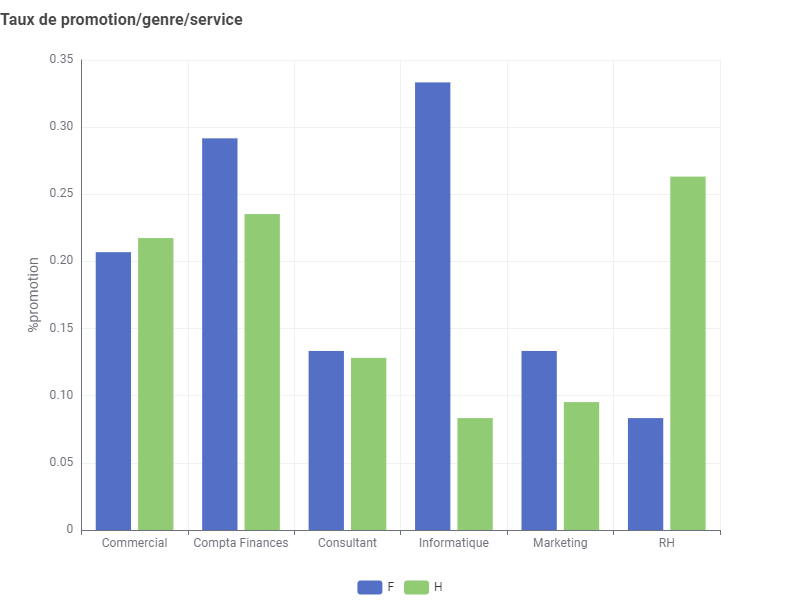 Taux de promotion/genre/service
%promotion
0.35
0.30
0.25
0.20
0.15
0.10
0.05
0
Commercial Compta Finances Consultant Informatique Marketing RH
F H